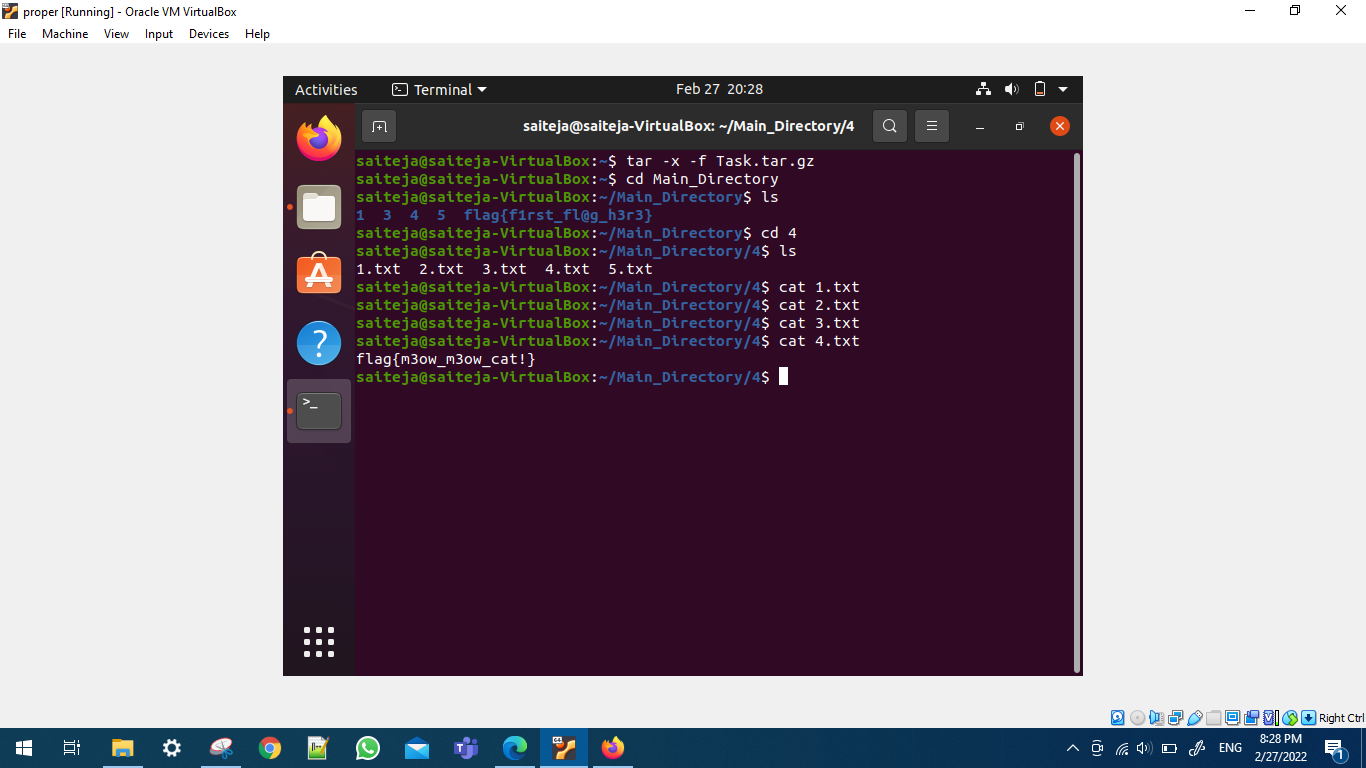 proper [Running] - Oracle VM VirtualBox
File Machine View Input Devices Help
Activities Terminal Feb 27 20:28
saiteja@saiteja-VirtualBox: ~/Main_Directory/4
saiteja@saiteja-VirtualBox:~$ tar -x -f Task.tar.gz
saiteja@saiteja-VirtualBox:~$ cd Main_Directory
saiteja@saiteja-VirtualBox:~/Main_Directory$ ls
1 3 4 5 flag{f1rst_fl@g_h3r3}
saiteja@saiteja-VirtualBox:~/Main_Directory$ cd 4
saiteja@saiteja-VirtualBox:~/Main_Directory/4$ ls
1.txt 2.txt 3.txt 4.txt 5.txt
saiteja@saiteja-VirtualBox:~/Main_Directory/4$ cat 1.txt
saiteja@saiteja-VirtualBox:~/Main_Directory/4$ cat 2.txt
saiteja@saiteja-VirtualBox:~/Main_Directory/4$ cat 3.txt
saiteja@saiteja-VirtualBox:~/Main_Directory/4$ cat 4.txt
flag{m3ow_m3ow_cat!}
saiteja@saiteja-VirtualBox:~/Main_Directory/4$
Right Ctrl
ENG
8:28 PM
2/27/2022
1